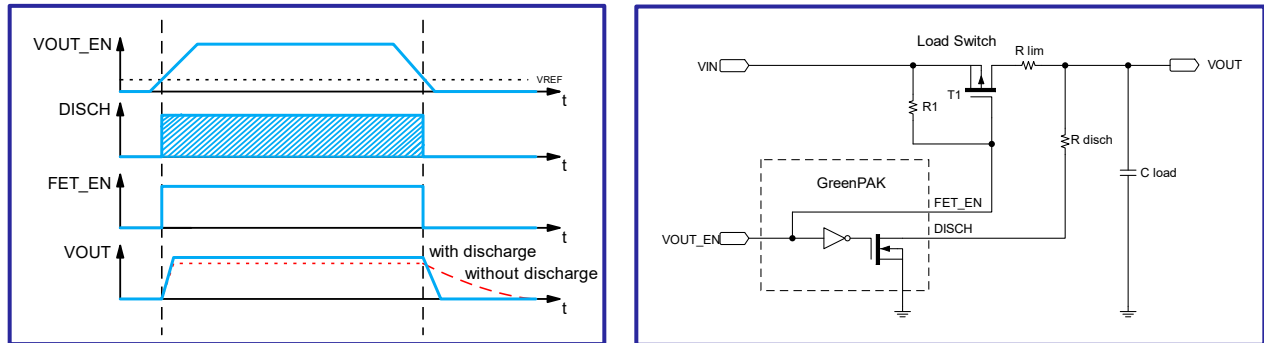 VOUT_EN
VREF
t
DISCH
t
FET_EN
t
VOUT
with discharge
without discharge
t
Load Switch
VIN
R lim
VOUT
T1
R1
R disch
C load
GreenPAK
FET_EN
VOUT_EN
DISCH